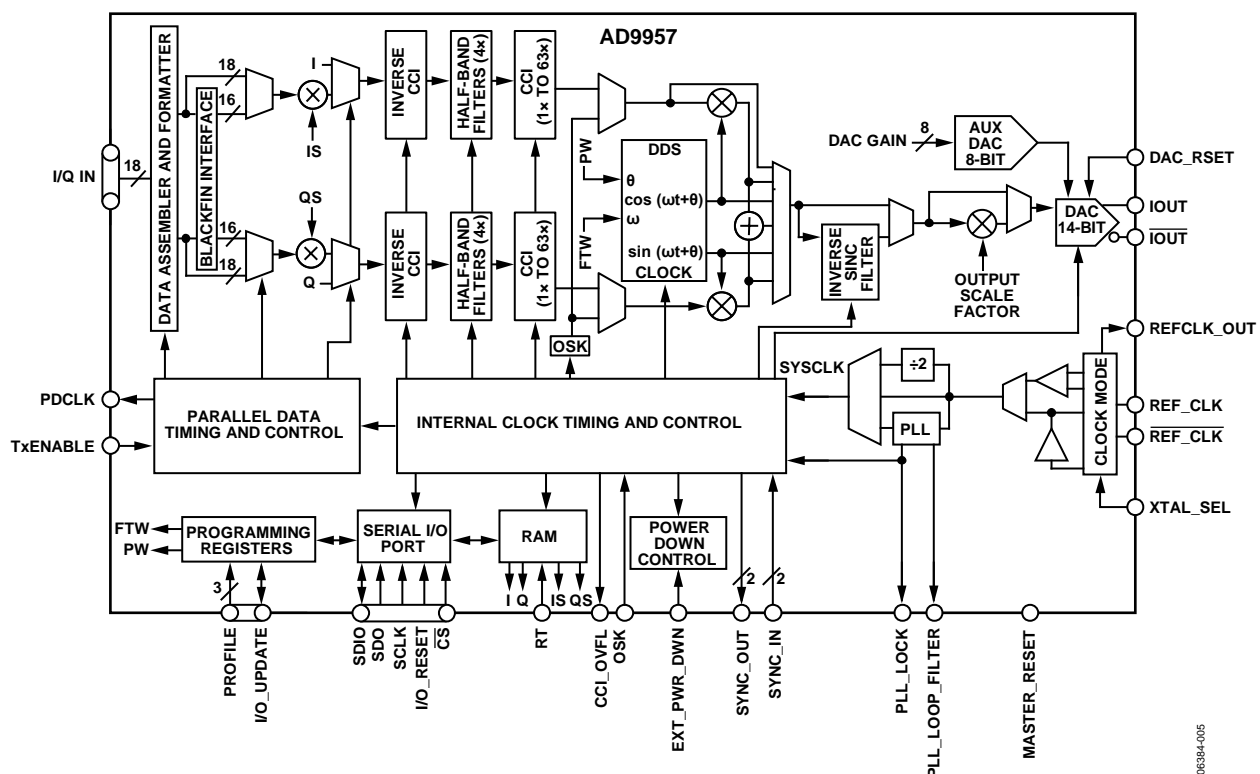 AD9957
DATA ASSEMBLER AND FORMATTER
BLACKFIN INTERFACE
18
16
I
IS
INVERSE
CCI
HALF-BAND
FILTERS (4×)
CCI
(1× TO 63×)
I/Q IN
18
QS
16
18
Q
INVERSE
CCI
HALF-BAND
FILTERS (4×)
CCI
(1× TO 63×)
OSK
PW
FTW
DDS
θ
cos (ωt+θ)
ω
sin (ωt+θ)
CLOCK
INVERSE
SINC
FILTER
DAC GAIN
8
AUX
DAC
8-BIT
DAC
14-BIT
OUTPUT
SCALE
FACTOR
DAC_RSET
IOUT
IOUT
REFCLK_OUT
REF_CLK
REF_CLK
XTAL_SEL
CLOCK MODE
SYSCLK
÷2
PLL
PDCLK
TxENABLE
PARALLEL DATA
TIMING AND CONTROL
INTERNAL CLOCK TIMING AND CONTROL
FTW
PW
PROGRAMMING
REGISTERS
SERIAL I/O
PORT
RAM
POWER
DOWN
CONTROL
3
I
Q
IS
QS
2
2
PROFILE
I/O_UPDATE
SDIO
SDO
SCLK
I/O_RESET
CS
RT
CCI_OVFL
OSK
EXT_PWR_DWN
SYNC_OUT
SYNC_IN
PLL_LOCK
PLL_LOOP_FILTER
MASTER_RESET
06384-005